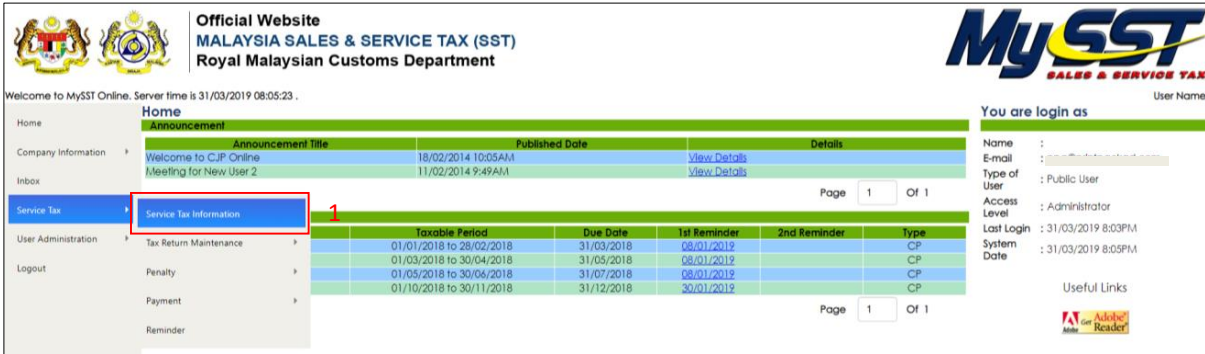 Official Website
MALAYSIA SALES & SERVICE TAX (SST)
Royal Malaysian Customs Department
MySST
SALES & SERVICE TAX
Welcome to MySST Online. Server time is 31/03/2019 08:05:23 .
User Name
Home
Company Information
Inbox
Service Tax
User Administration
Logout
Service Tax Information
1
Tax Return Maintenance
Penalty
Payment
Reminder
Home
Announcement
Announcement Title Published Date Details
Welcome to CJP Online 18/02/2014 10:05AM View Details
Meeting for New User 2 11/02/2014 9:49AM View Details
Page 1 Of 1
Taxable Period Due Date 1st Reminder 2nd Reminder Type
01/01/2018 to 28/02/2018 31/03/2018 08/01/2019 CP
01/03/2018 to 30/04/2018 31/05/2018 08/01/2019 CP
01/05/2018 to 30/06/2018 31/07/2018 08/01/2019 CP
01/10/2018 to 30/11/2018 31/12/2018 30/01/2019 CP
Page 1 Of 1
You are login as
Name :
E-mail :
Type of User : Public User
Access Level : Administrator
Last Login : 31/03/2019 8:03PM
System Date : 31/03/2019 8:05PM
Useful Links
Adobe Get Adobe Reader